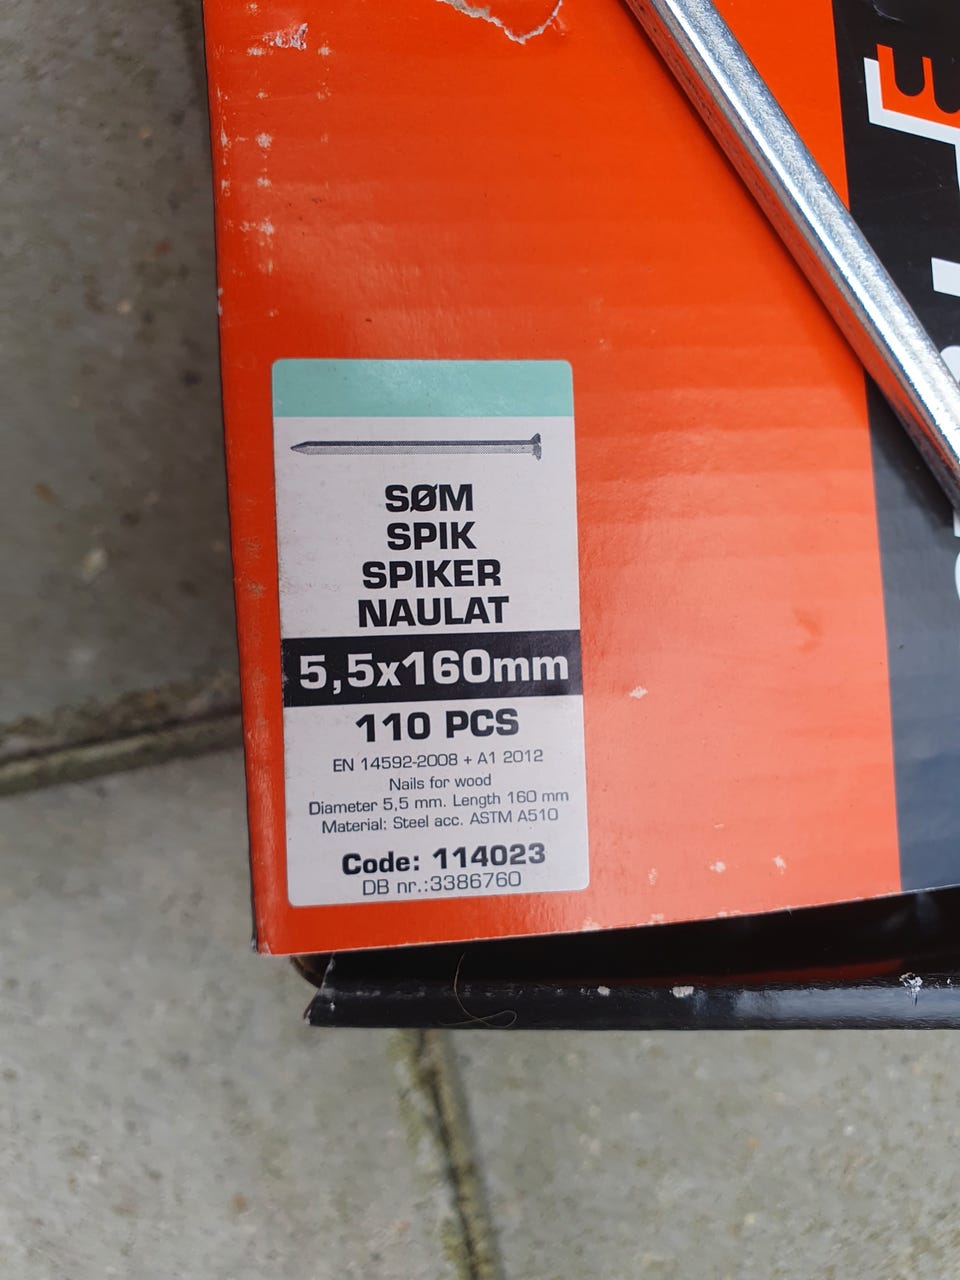 SØM
SPIK
SPIKER
NAULAT
5,5x160mm
110 PCS
EN 14592-2008 + A1 2012
Nails for wood
Diameter 5,5 mm. Length 160 mm
Material: Steel acc. ASTM A510
Code: 114023
DB nr.:3386760